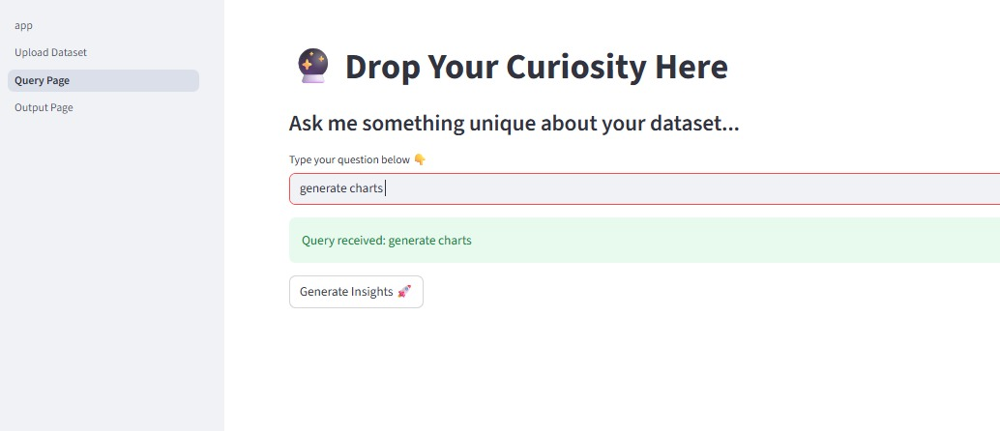 app
Upload Dataset
Query Page
Output Page
🔮 Drop Your Curiosity Here
Ask me something unique about your dataset...
Type your question below 👇
generate charts
Query received: generate charts
Generate Insights 🚀